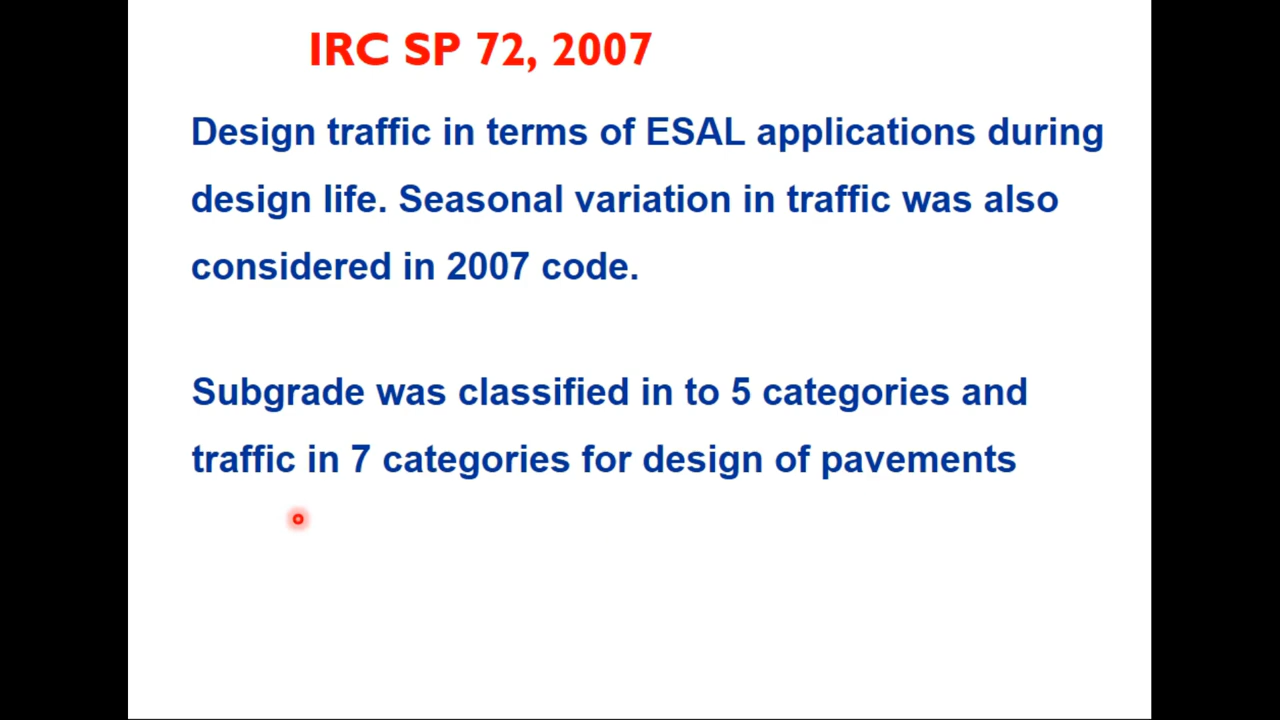 IRC SP 72, 2007
Design traffic in terms of ESAL applications during
design life. Seasonal variation in traffic was also
considered in 2007 code.
Subgrade was classified in to 5 categories and
traffic in 7 categories for design of pavements